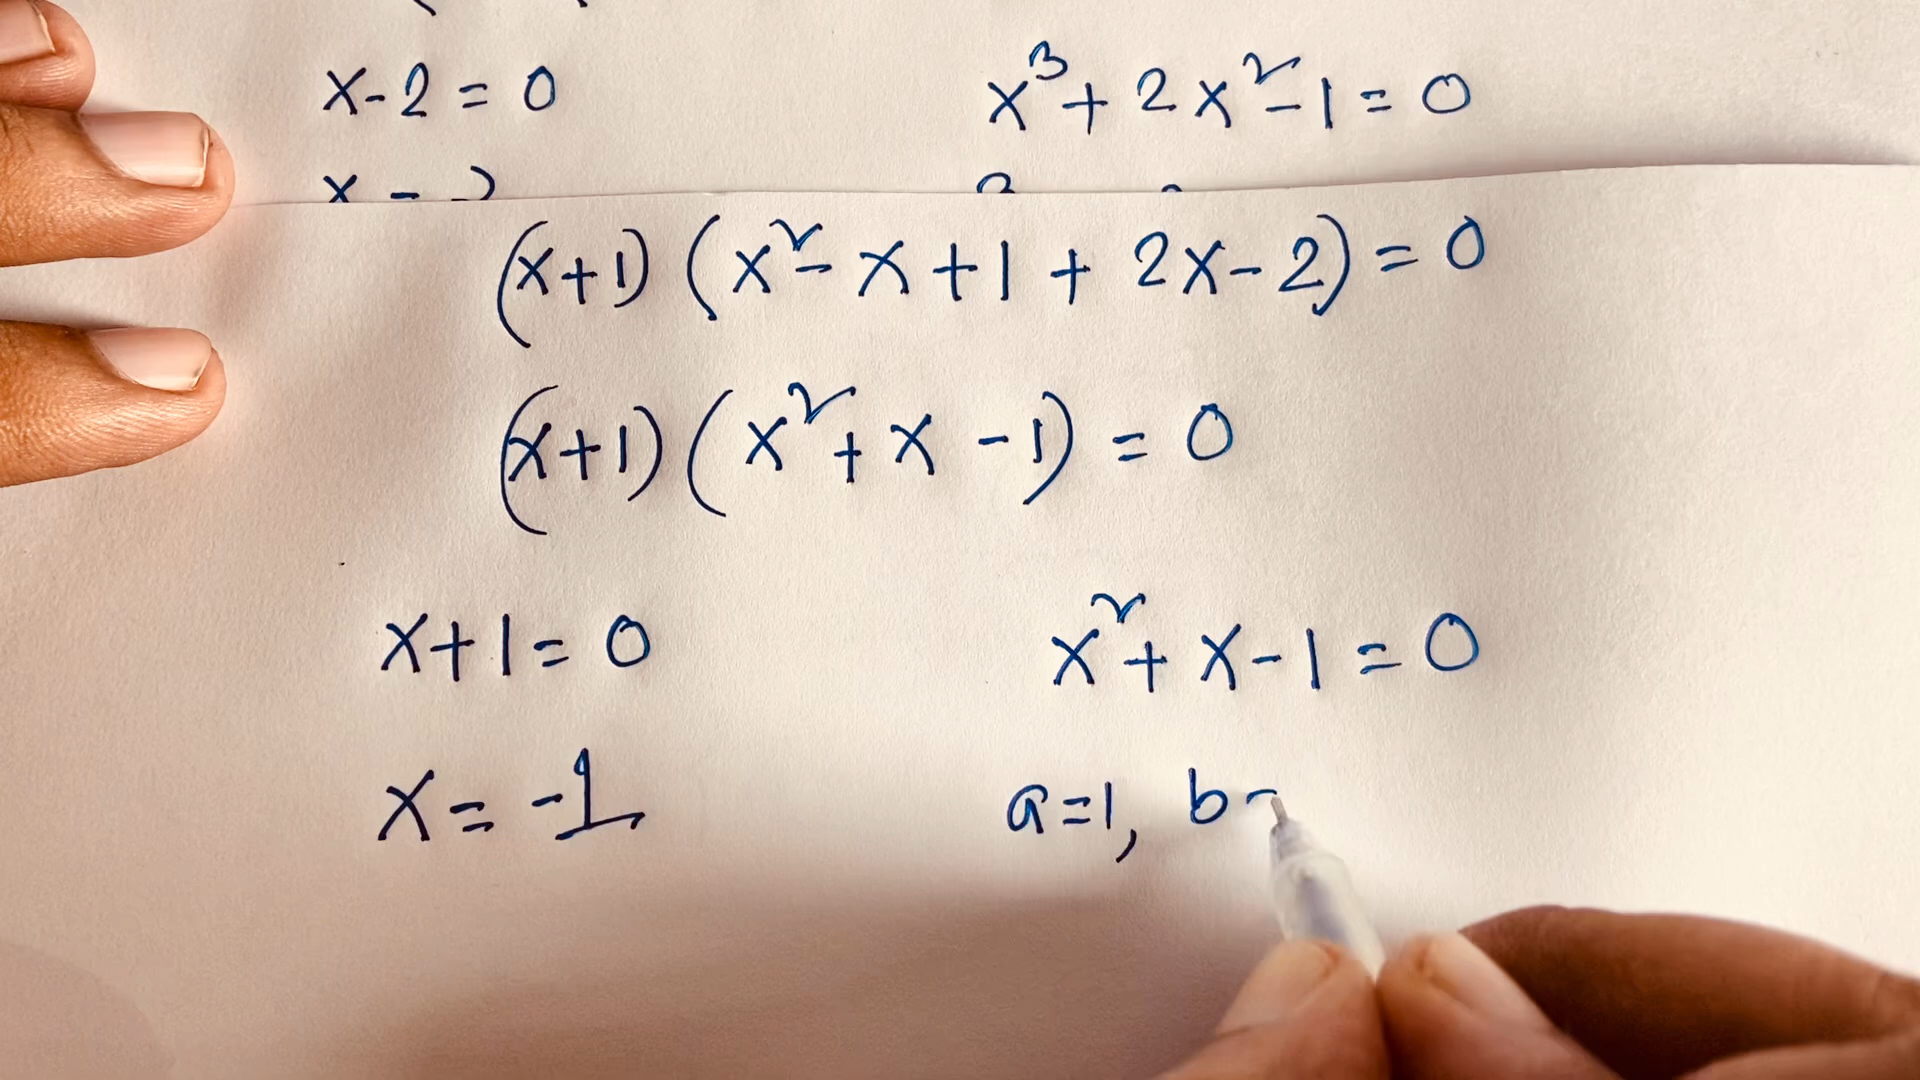 x-2=0 x³+2x²-1=0
(x+1)(x²-x+1+2x-2)=0
(x+1)(x²+x-1)=0
x+1=0 x²+x-1=0
x=-1 a=1, b